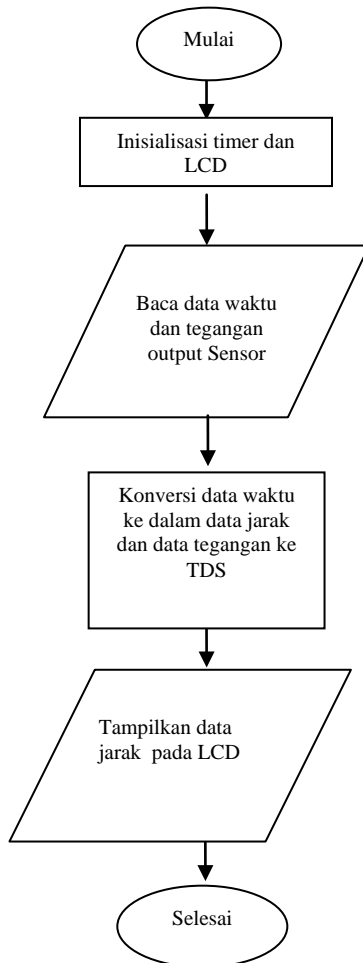 Mulai
Inisialisasi timer dan
LCD
Baca data waktu
dan tegangan
output Sensor
Konversi data waktu
ke dalam data jarak
dan data tegangan ke
TDS
Tampilkan data
jarak pada LCD
Selesai